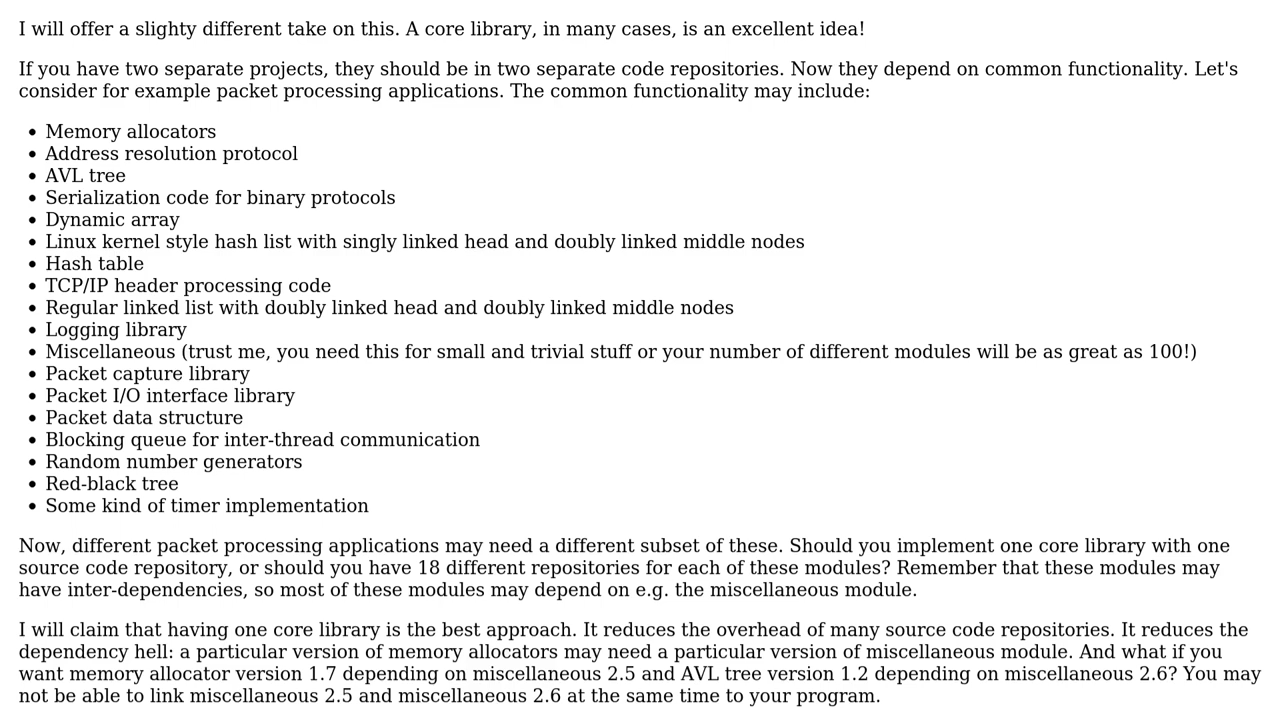 I will offer a slighty different take on this. A core library, in many cases, is an excellent idea!
If you have two separate projects, they should be in two separate code repositories. Now they depend on common functionality. Let's
consider for example packet processing applications. The common functionality may include:
• Memory allocators
• Address resolution protocol
• AVL tree
• Serialization code for binary protocols
• Dynamic array
• Linux kernel style hash list with singly linked head and doubly linked middle nodes
• Hash table
• TCP/IP header processing code
• Regular linked list with doubly linked head and doubly linked middle nodes
• Logging library
• Miscellaneous (trust me, you need this for small and trivial stuff or your number of different modules will be as great as 100!)
• Packet capture library
• Packet I/O interface library
• Packet data structure
• Blocking queue for inter-thread communication
• Random number generators
• Red-black tree
• Some kind of timer implementation
Now, different packet processing applications may need a different subset of these. Should you implement one core library with one
source code repository, or should you have 18 different repositories for each of these modules? Remember that these modules may
have inter-dependencies, so most of these modules may depend on e.g. the miscellaneous module.
I will claim that having one core library is the best approach. It reduces the overhead of many source code repositories. It reduces the
dependency hell: a particular version of memory allocators may need a particular version of miscellaneous module. And what if you
want memory allocator version 1.7 depending on miscellaneous 2.5 and AVL tree version 1.2 depending on miscellaneous 2.6? You may
not be able to link miscellaneous 2.5 and miscellaneous 2.6 at the same time to your program.